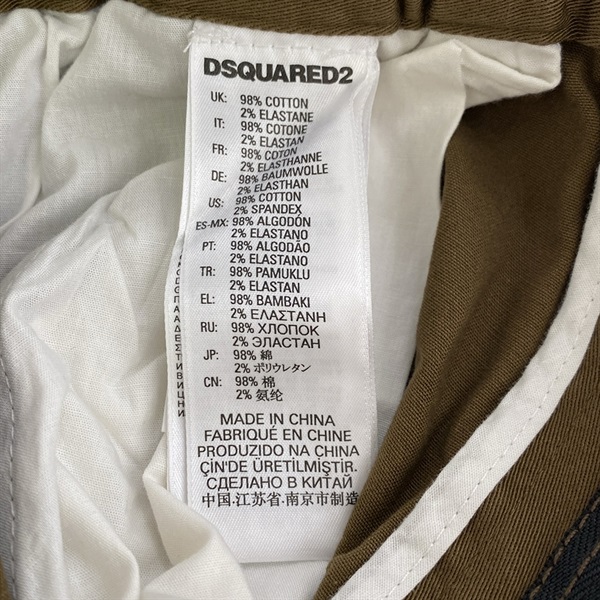 DSQUARED2
UK: 98% COTTON
2% ELASTANE
IT: 98% COTONE
2% ELASTAN
FR: 98% COTON
2% ELASTHANNE
DE: 98% BAUMWOLLE
2% ELASTHAN
US: 98% COTTON
2% SPANDEX
ES-MX: 98% ALGODÓN
2% ELASTANO
PT: 98% ALGODÃO
2% ELASTANO
TR: 98% PAMUKLU
2% ELASTAN
EL: 98% BAMBAKI
2% ΕΛΑΣΤΑΝΗ
RU: 98% ХЛОПОК
2% ЭЛАСТАН
JP: 98% 綿
2% ポリウレタン
CN: 98% 棉
2% 氨纶
MADE IN CHINA
FABRIQUÉ EN CHINE
PRODUZIDO NA CHINA
ÇİN'DE ÜRETİLMİŞTİR.
СДЕЛАНО В КИТАЙ
中国.江苏省.南京市制造